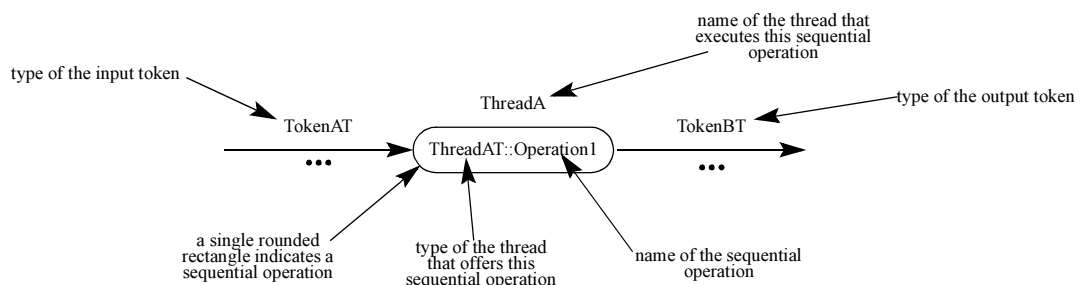 name of the thread that
executes this sequential
operation
type of the input token
ThreadA
type of the output token
TokenAT
TokenBT
ThreadAT::Operation1
•••
•••
a single rounded
rectangle indicates a
sequential operation
type of the thread
that offers this
sequential operation
name of the sequential
operation